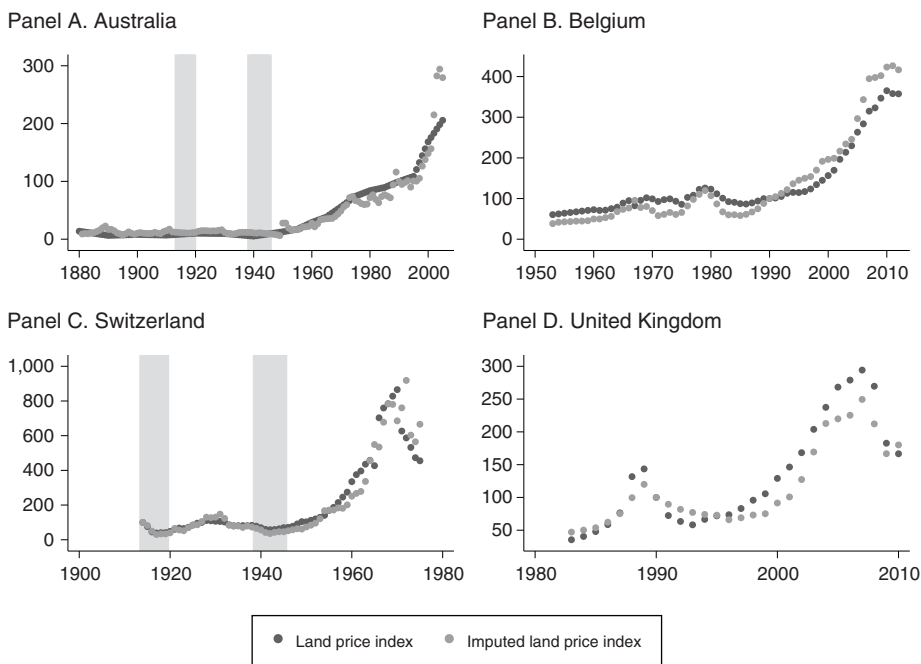 Panel A. Australia
300
200
100
0
1880 1900 1920 1940 1960 1980 2000
Panel B. Belgium
400
300
200
100
0
1950 1960 1970 1980 1990 2000 2010
Panel C. Switzerland
1,000
800
600
400
200
0
1900 1920 1940 1960 1980
Panel D. United Kingdom
300
250
200
150
100
50
1980 1990 2000 2010
Land price index Imputed land price index